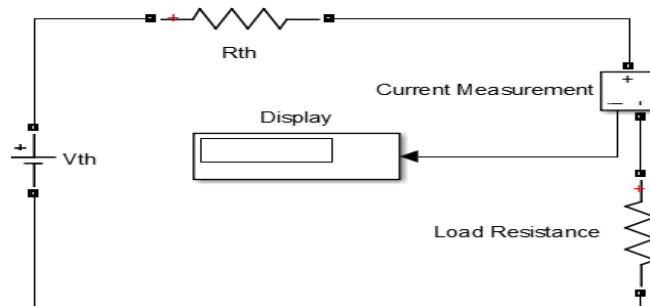 Rth
Current Measurement
Display
Vth
Load Resistance